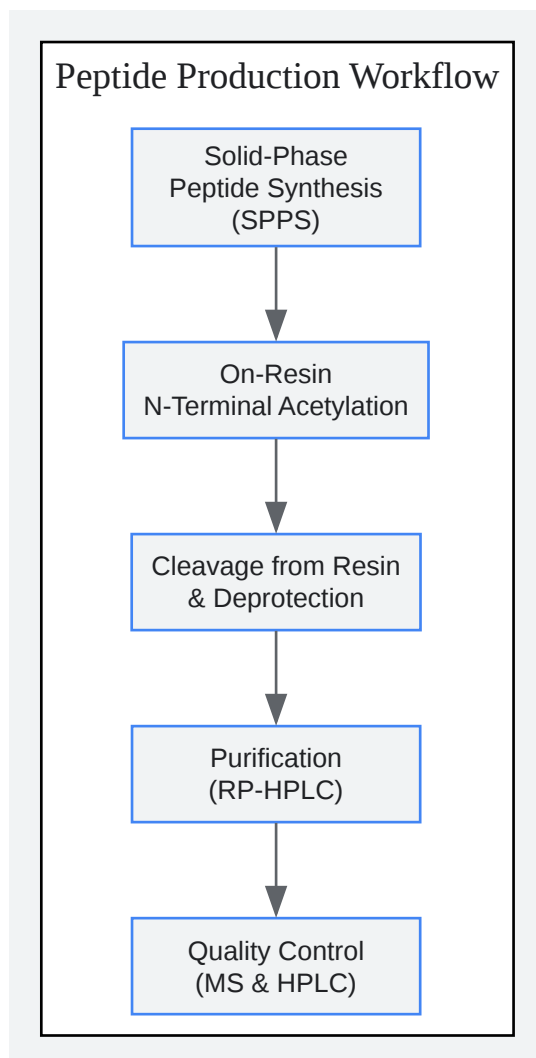 Peptide Production Workflow
Solid-Phase
Peptide Synthesis
(SPPS)
On-Resin
N-Terminal Acetylation
Cleavage from Resin
& Deprotection
Purification
(RP-HPLC)
Quality Control
(MS & HPLC)